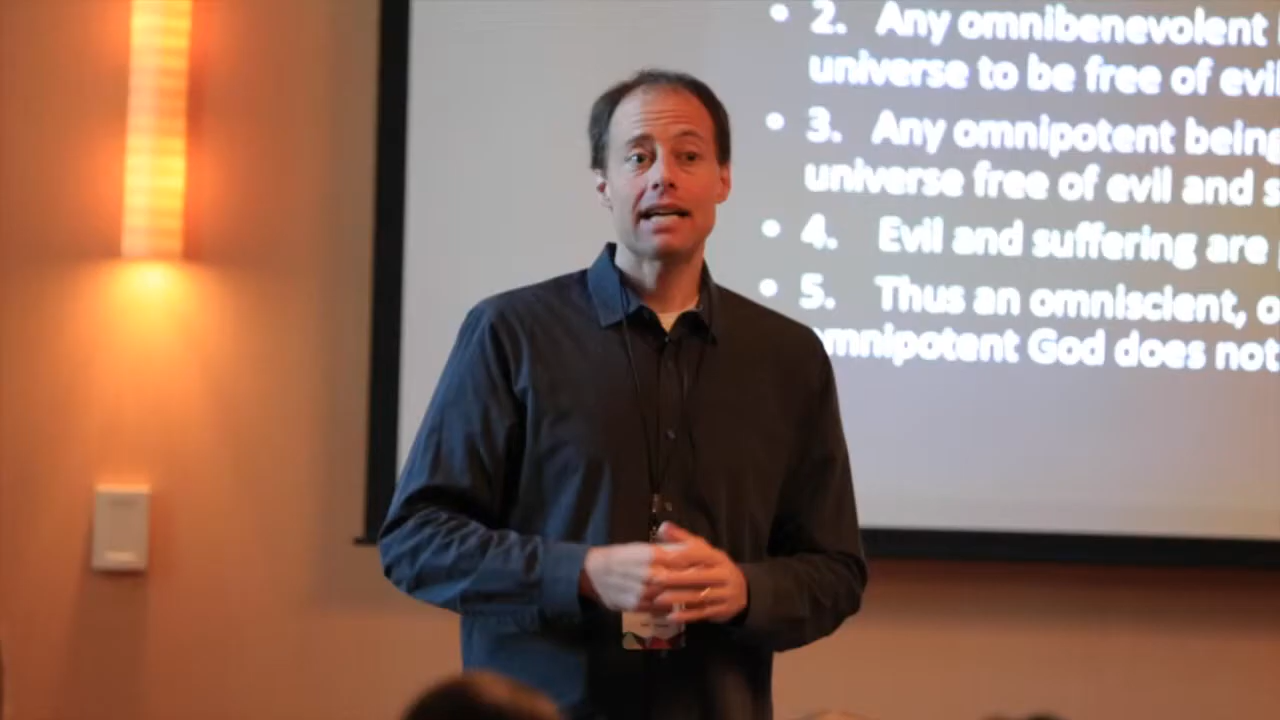 • 2. Any omnibenevolent
universe to be free of evil
• 3. Any omnipotent being
universe free of evil and s
• 4. Evil and suffering are
• 5. Thus an omniscient, o
omnipotent God does not